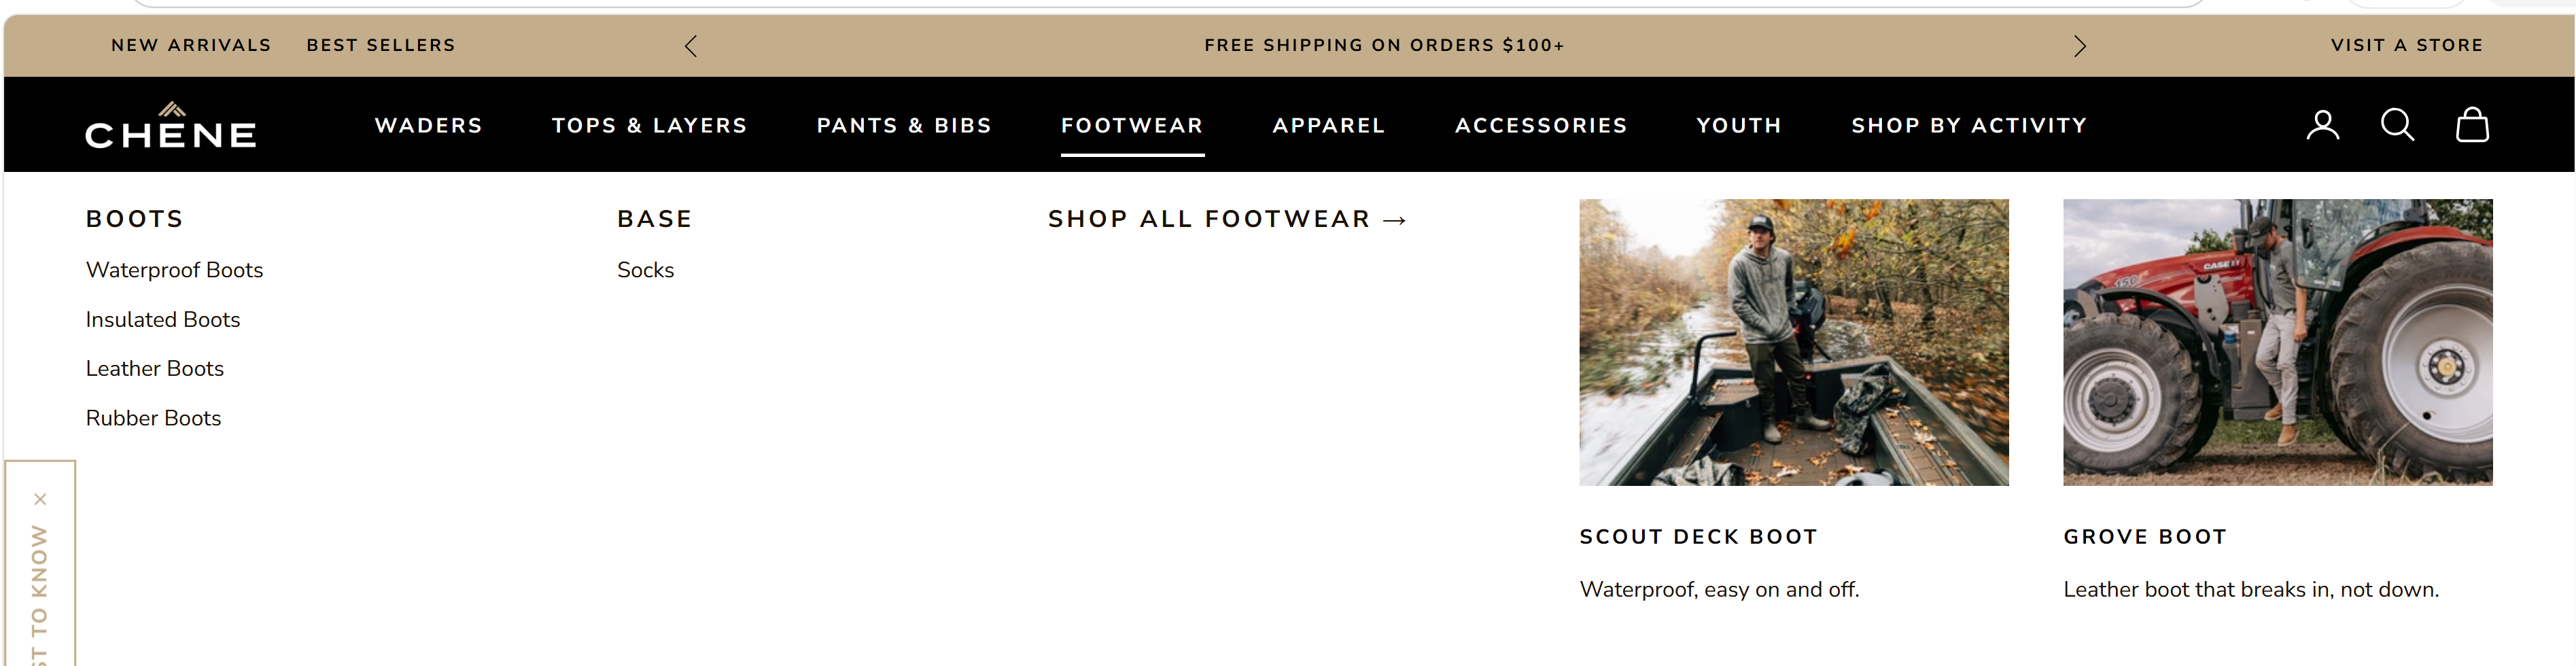 NEW ARRIVALS BEST SELLERS FREE SHIPPING ON ORDERS $100+ VISIT A STORE
CHÊNE WADERS TOPS & LAYERS PANTS & BIBS FOOTWEAR APPAREL ACCESSORIES YOUTH SHOP BY ACTIVITY
BOOTS
Waterproof Boots
Insulated Boots
Leather Boots
Rubber Boots
BASE
Socks
SHOP ALL FOOTWEAR →
SCOUT DECK BOOT
Waterproof, easy on and off.
CASE IH
150
GROVE BOOT
Leather boot that breaks in, not down.
TO KNOW ×